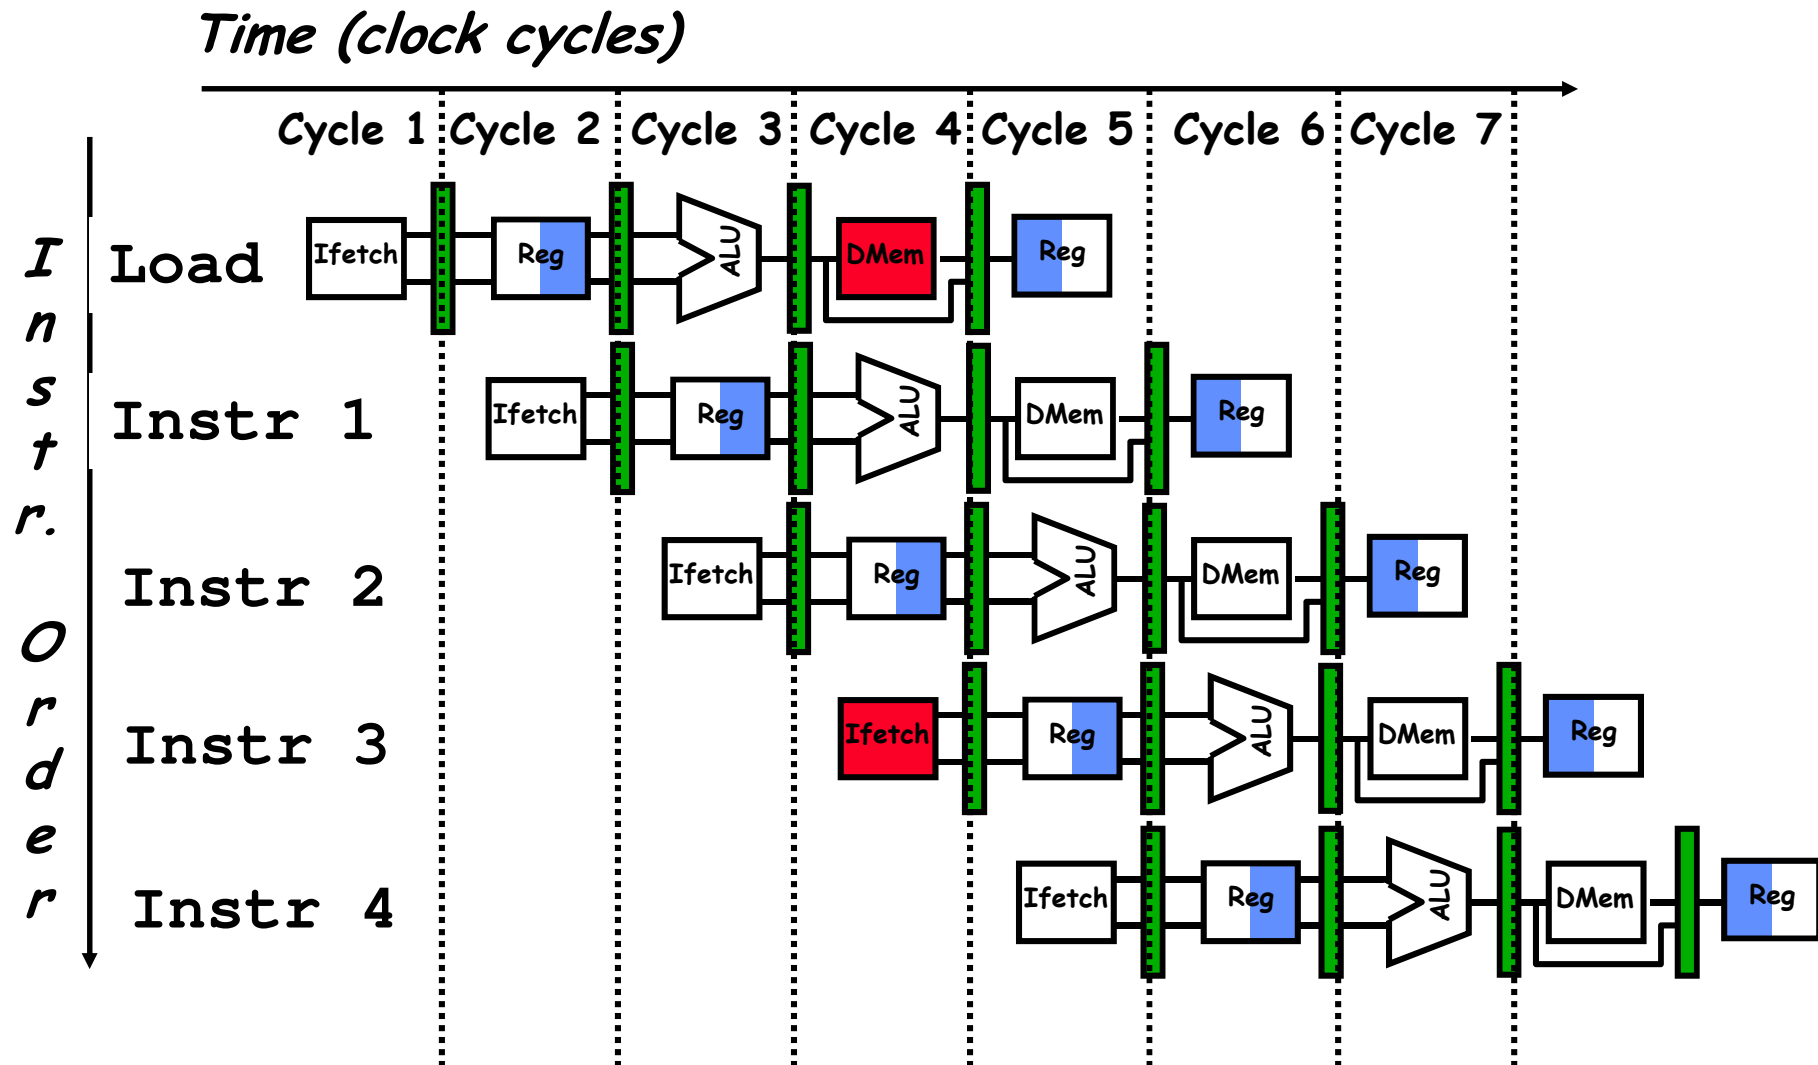 Time (clock cycles)
Cycle 1 Cycle 2 Cycle 3 Cycle 4 Cycle 5 Cycle 6 Cycle 7
Instr. Order
Load Ifetch Reg ALU DMem Reg
Instr 1 Ifetch Reg ALU DMem Reg
Instr 2 Ifetch Reg ALU DMem Reg
Instr 3 Ifetch Reg ALU DMem Reg
Instr 4 Ifetch Reg ALU DMem Reg